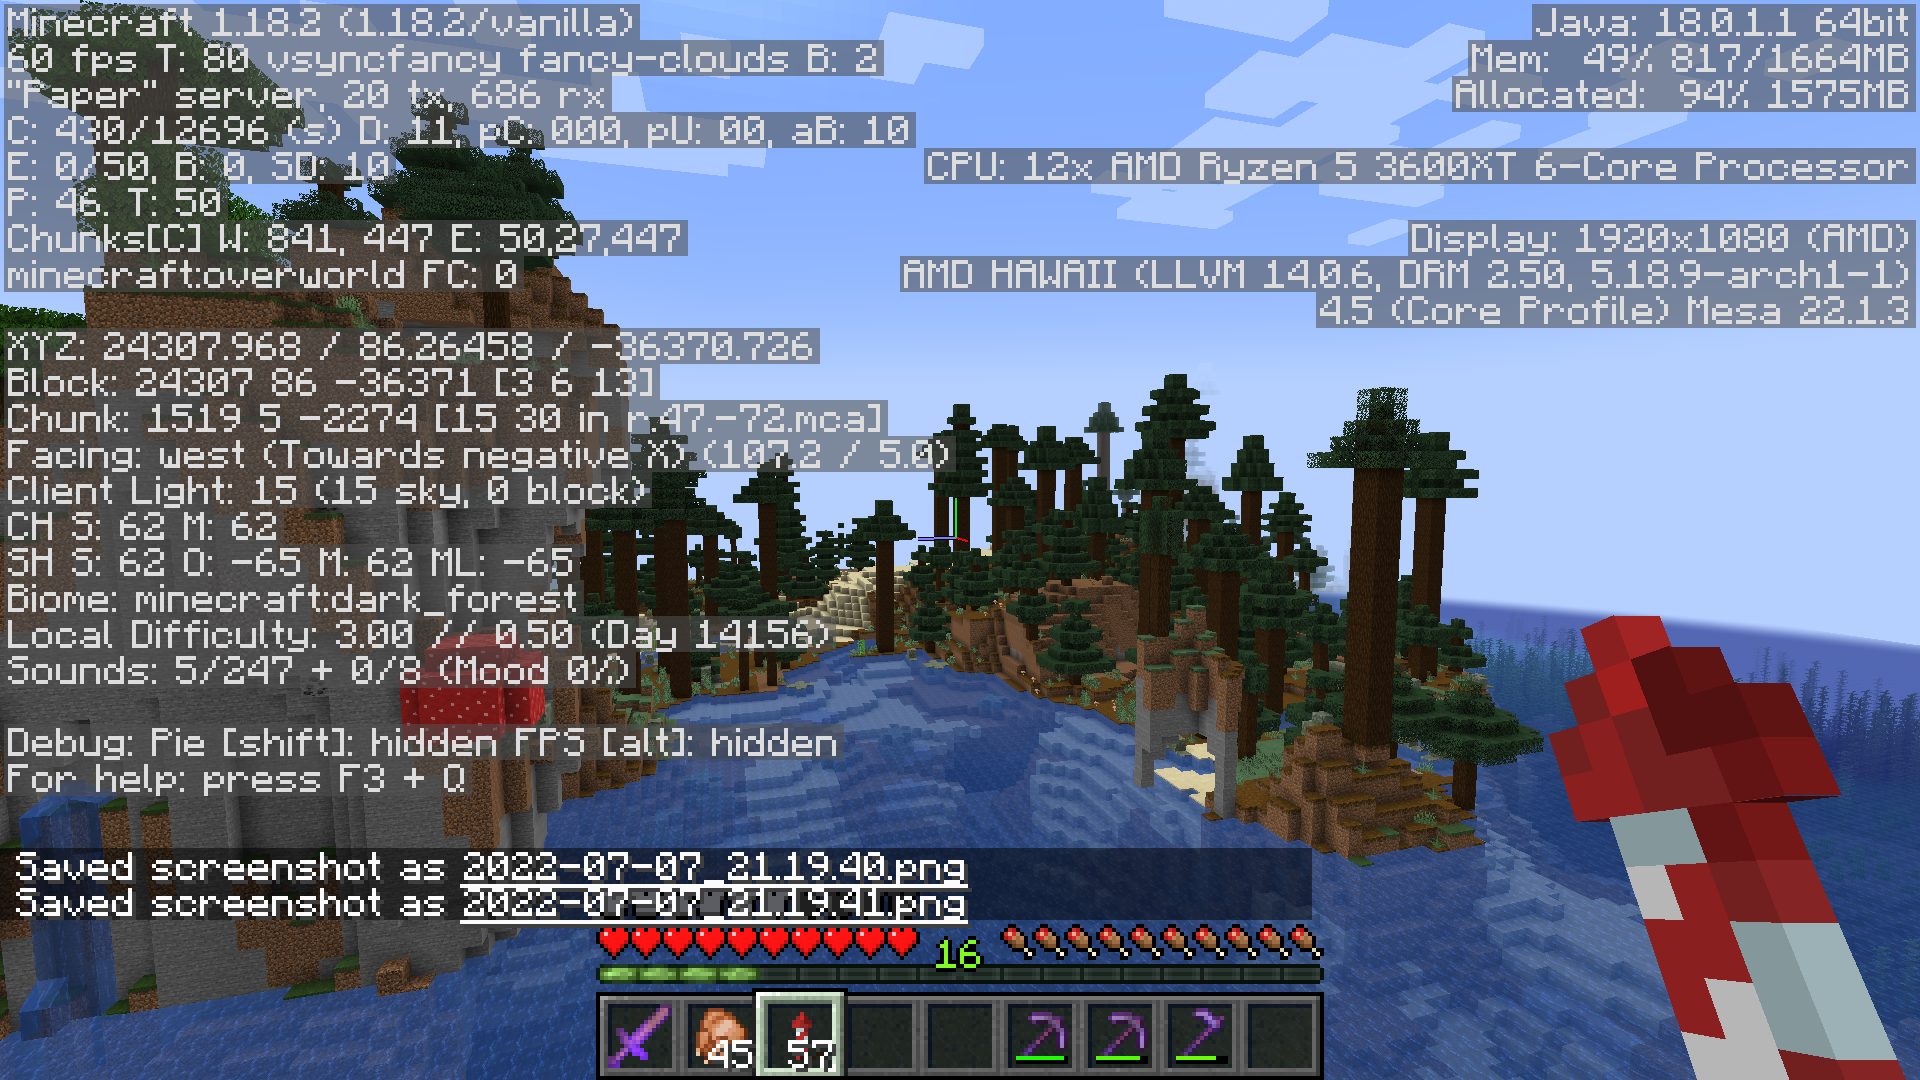 Minecraft 1.18.2 (1.18.2/vanilla)
60 fps T: 80 vsyncfancy fancy-clouds B: 2
"Paper" server, 20 tx, 686 rx
C: 430/12696 (s) D: 11, pC: 000, pU: 00, aB: 10
E: 0/50, B: 0, SD: 10
P: 46. T: 50
Chunks[C] W: 841, 447 E: 50,27,447
minecraft:overworld FC: 0
XYZ: 24307.968 / 86.26458 / -36370.726
Block: 24307 86 -36371 [3 6 13]
Chunk: 1519 5 -2274 [15 30 in r.47.-72.mca]
Facing: west (Towards negative X) (107.2 / 5.0)
Client Light: 15 (15 sky, 0 block)
CH S: 62 M: 62
SH S: 62 O: -65 M: 62 ML: -65
Biome: minecraft:dark_forest
Local Difficulty: 3.00 // 0.50 (Day 14156)
Sounds: 5/247 + 0/8 (Mood 0%)
Debug: Pie [shift]: hidden FPS [alt]: hidden
For help: press F3 + Q
Java: 18.0.1.1 64bit
Mem: 49% 817/1664MB
Allocated: 94% 1575MB
CPU: 12x AMD Ryzen 5 3600XT 6-Core Processor
Display: 1920x1080 (AMD)
AMD HAWAII (LLVM 14.0.6, DRM 2.50, 5.18.9-arch1-1)
4.5 (Core Profile) Mesa 22.1.3
Saved screenshot as 2022-07-07_21.19.40.png
Saved screenshot as 2022-07-07_21.19.41.png
16
45
57